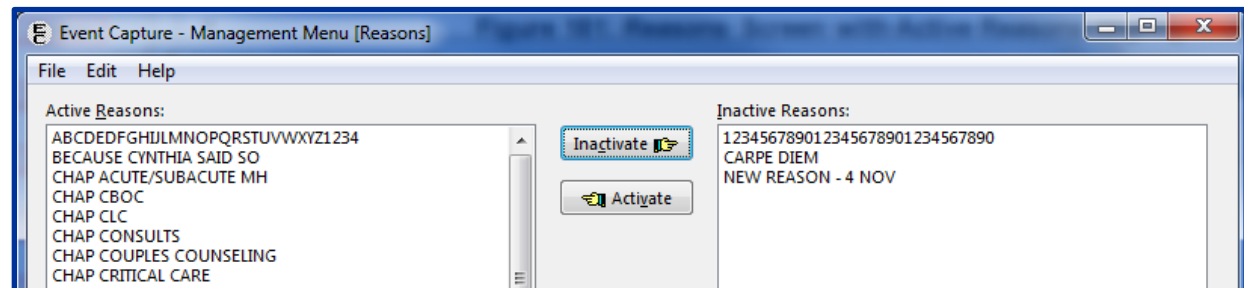 Event Capture - Management Menu [Reasons]
File Edit Help
Active Reasons:
ABCDEDFGHIJLMNOPQRSTUVWXYZ1234
BECAUSE CYNTHIA SAID SO
CHAP ACUTE/SUBACUTE MH
CHAP CBOC
CHAP CLC
CHAP CONSULTS
CHAP COUPLES COUNSELING
CHAP CRITICAL CARE
Inactivate
Activate
Inactive Reasons:
123456789012345678901234567890
CARPE DIEM
NEW REASON - 4 NOV